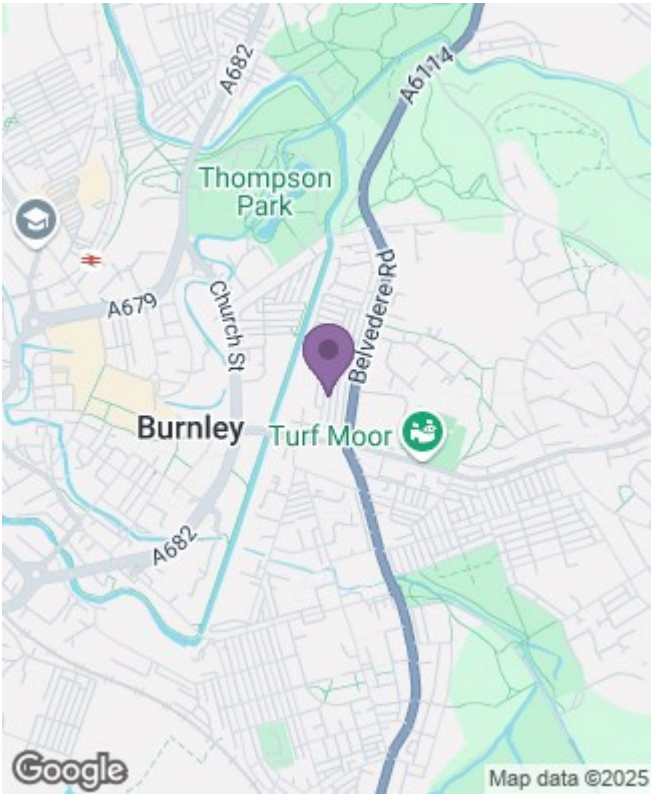 A682
A6114
Thompson
Park
Belvedere Rd
A679
Church St
Burnley
Turf Moor
A682
Google
Map data ©2025